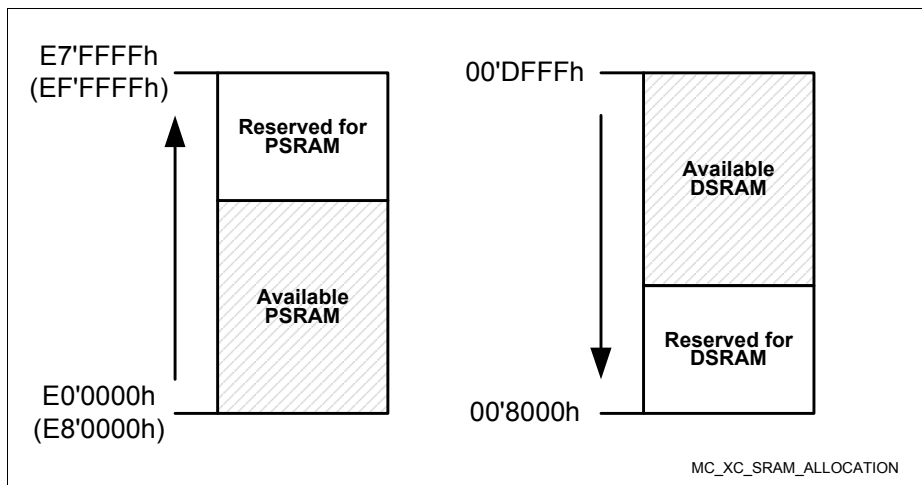 E7'FFFFh
(EF'FFFFh)
Reserved for
PSRAM
Available
PSRAM
E0'0000h
(E8'0000h)
00'DFFFh
Available
DSRAM
Reserved for
DSRAM
00'8000h
MC_XC_SRAM_ALLOCATION